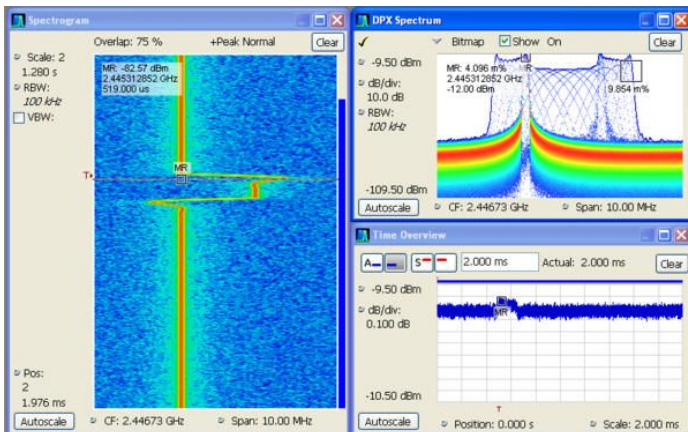 Spectrogram
Overlap: 75 %
+Peak Normal
Clear
Scale: 2
1.280 s
RBW:
100 kHz
VBW:
MR: -82.57 dBm
2.445312852 GHz
519.000 us
MR
T
Pos:
2
1.976 ms
Autoscale
CF: 2.44673 GHz
Span: 10.00 MHz
DPX Spectrum
Bitmap
Show
On
Clear
-9.50 dBm
dB/div:
10.0 dB
RBW:
100 kHz
MR: 4.096 m%
2.445312852 GHz
-12.00 dBm
MR
9.854 m%
-109.50 dBm
Autoscale
CF: 2.44673 GHz
Span: 10.00 MHz
Time Overview
A
S
2.000 ms
Actual: 2.000 ms
Clear
-9.50 dBm
dB/div:
0.100 dB
MR
-10.50 dBm
T
Autoscale
Position: 0.000 s
Scale: 2.000 ms